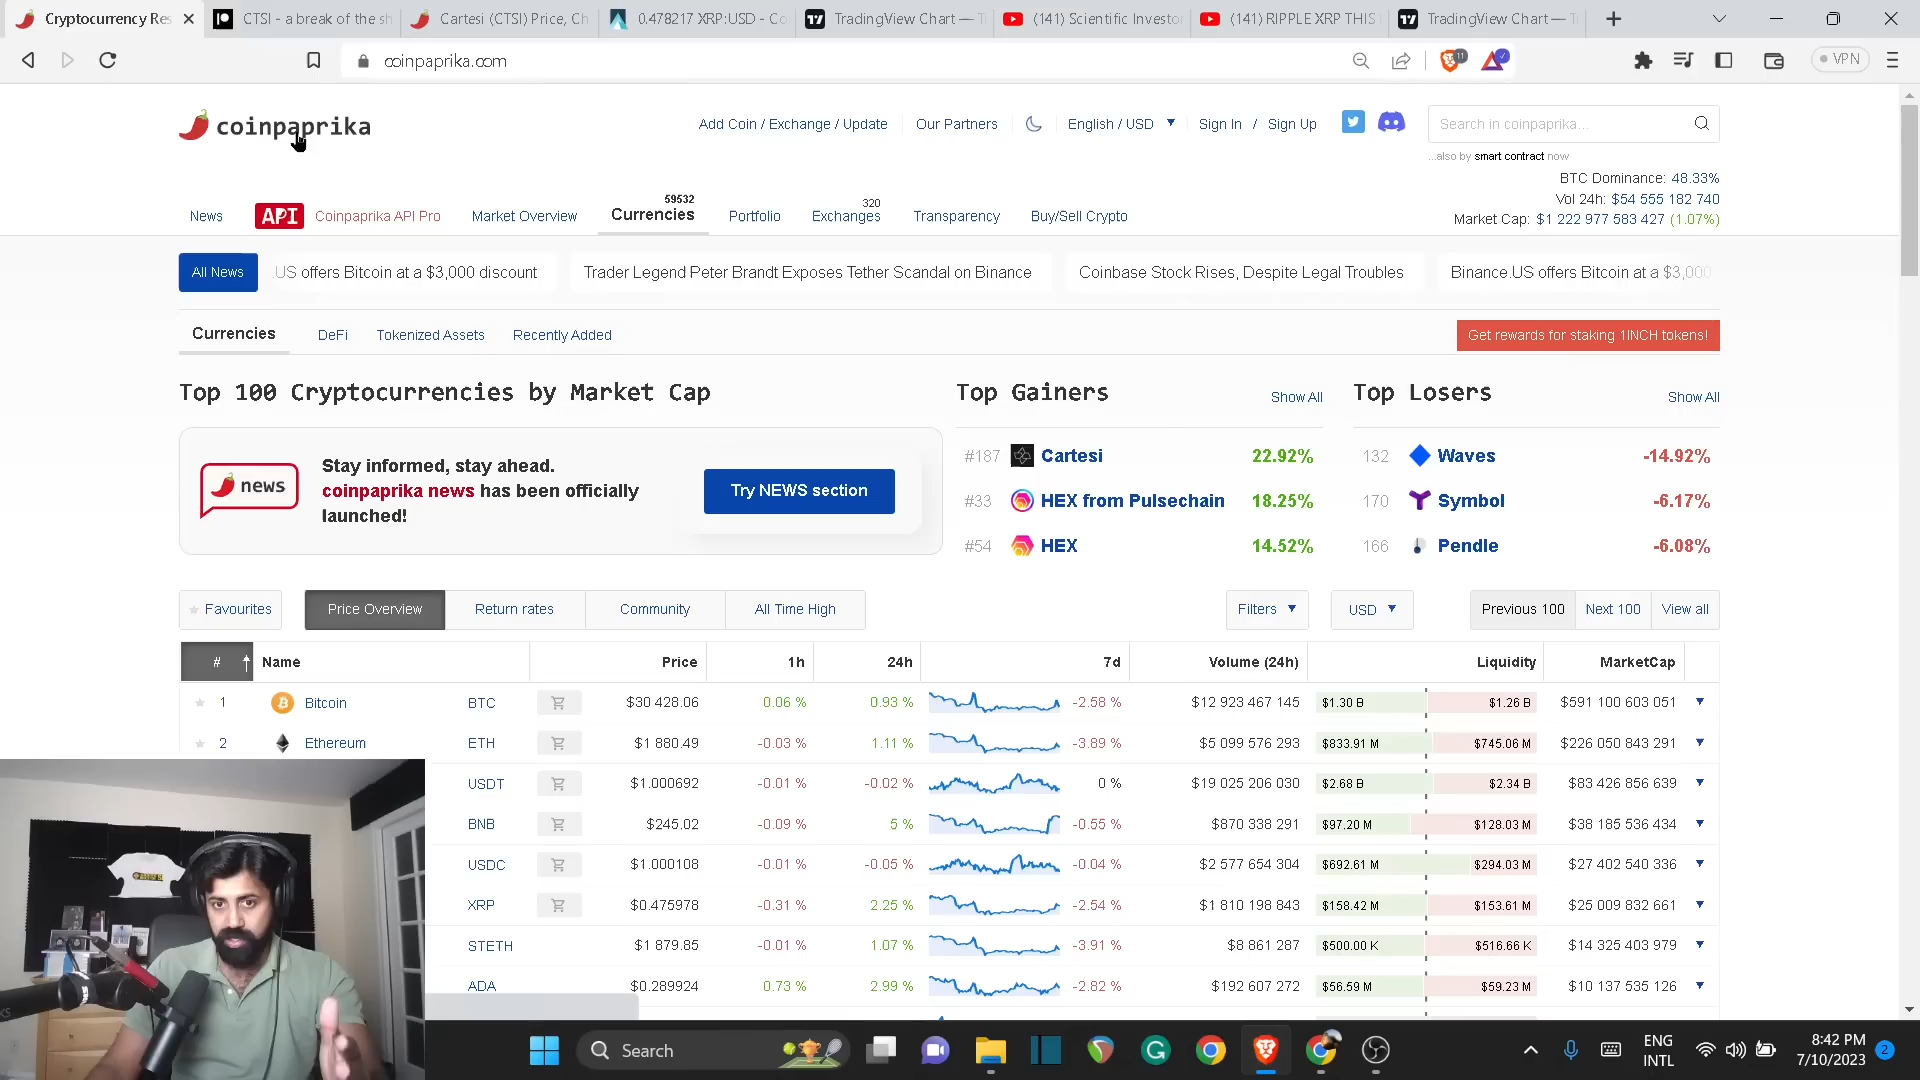 Cryptocurrency Res
CTSI - a break of the sh
Cartesi (CTSI) Price, Ch
0.478217 XRP:USD - Co
TradingView Chart — T
(141) Scientific Investor
(141) RIPPLE XRP THIS
TradingView Chart — T
coinpaprika.com
11
VPN
coinpaprika
Add Coin / Exchange / Update
Our Partners
English / USD
Sign In / Sign Up
Search in coinpaprika...
...also by smart contract now
BTC Dominance: 48.33%
Vol 24h: $54 555 182 740
Market Cap: $1 222 977 583 427 (1.07%)
News
API Coinpaprika API Pro
Market Overview
Currencies 59532
Portfolio
Exchanges 320
Transparency
Buy/Sell Crypto
All News
.US offers Bitcoin at a $3,000 discount
Trader Legend Peter Brandt Exposes Tether Scandal on Binance
Coinbase Stock Rises, Despite Legal Troubles
Binance.US offers Bitcoin at a $3,000
Currencies
DeFi
Tokenized Assets
Recently Added
Get rewards for staking 1INCH tokens!
Top 100 Cryptocurrencies by Market Cap
news
Stay informed, stay ahead.
coinpaprika news has been officially
launched!
Try NEWS section
Top Gainers Show All
#187 Cartesi 22.92%
#33 HEX from Pulsechain 18.25%
#54 HEX 14.52%
Top Losers Show All
132 Waves -14.92%
170 Symbol -6.17%
166 Pendle -6.08%
Favourites
Price Overview
Return rates
Community
All Time High
Filters
USD
Previous 100
Next 100
View all
# Name Price 1h 24h 7d Volume (24h) Liquidity MarketCap
1 Bitcoin BTC $30 428.06 0.06 % 0.93 % -2.58 % $12 923 467 145 $1.30 B $1.26 B $591 100 603 051
2 Ethereum ETH $1 880.49 -0.03 % 1.11 % -3.89 % $5 099 576 293 $833.91 M $745.06 M $226 050 843 291
USDT $1.000692 -0.01 % -0.02 % 0 % $19 025 206 030 $2.68 B $2.34 B $83 426 856 639
BNB $245.02 -0.09 % 5 % -0.55 % $870 338 291 $97.20 M $128.03 M $38 185 536 434
USDC $1.000108 -0.01 % -0.05 % -0.04 % $2 577 654 304 $692.61 M $294.03 M $27 402 540 336
XRP $0.475978 -0.31 % 2.25 % -2.54 % $1 810 198 843 $158.42 M $153.61 M $25 009 832 661
STETH $1 879.85 -0.01 % 1.07 % -3.91 % $8 861 287 $500.00 K $516.66 K $14 325 403 979
ADA $0.289924 0.73 % 2.99 % -2.82 % $192 607 272 $56.59 M $59.23 M $10 137 535 126
Search
ENG
INTL
8:42 PM
7/10/2023
2